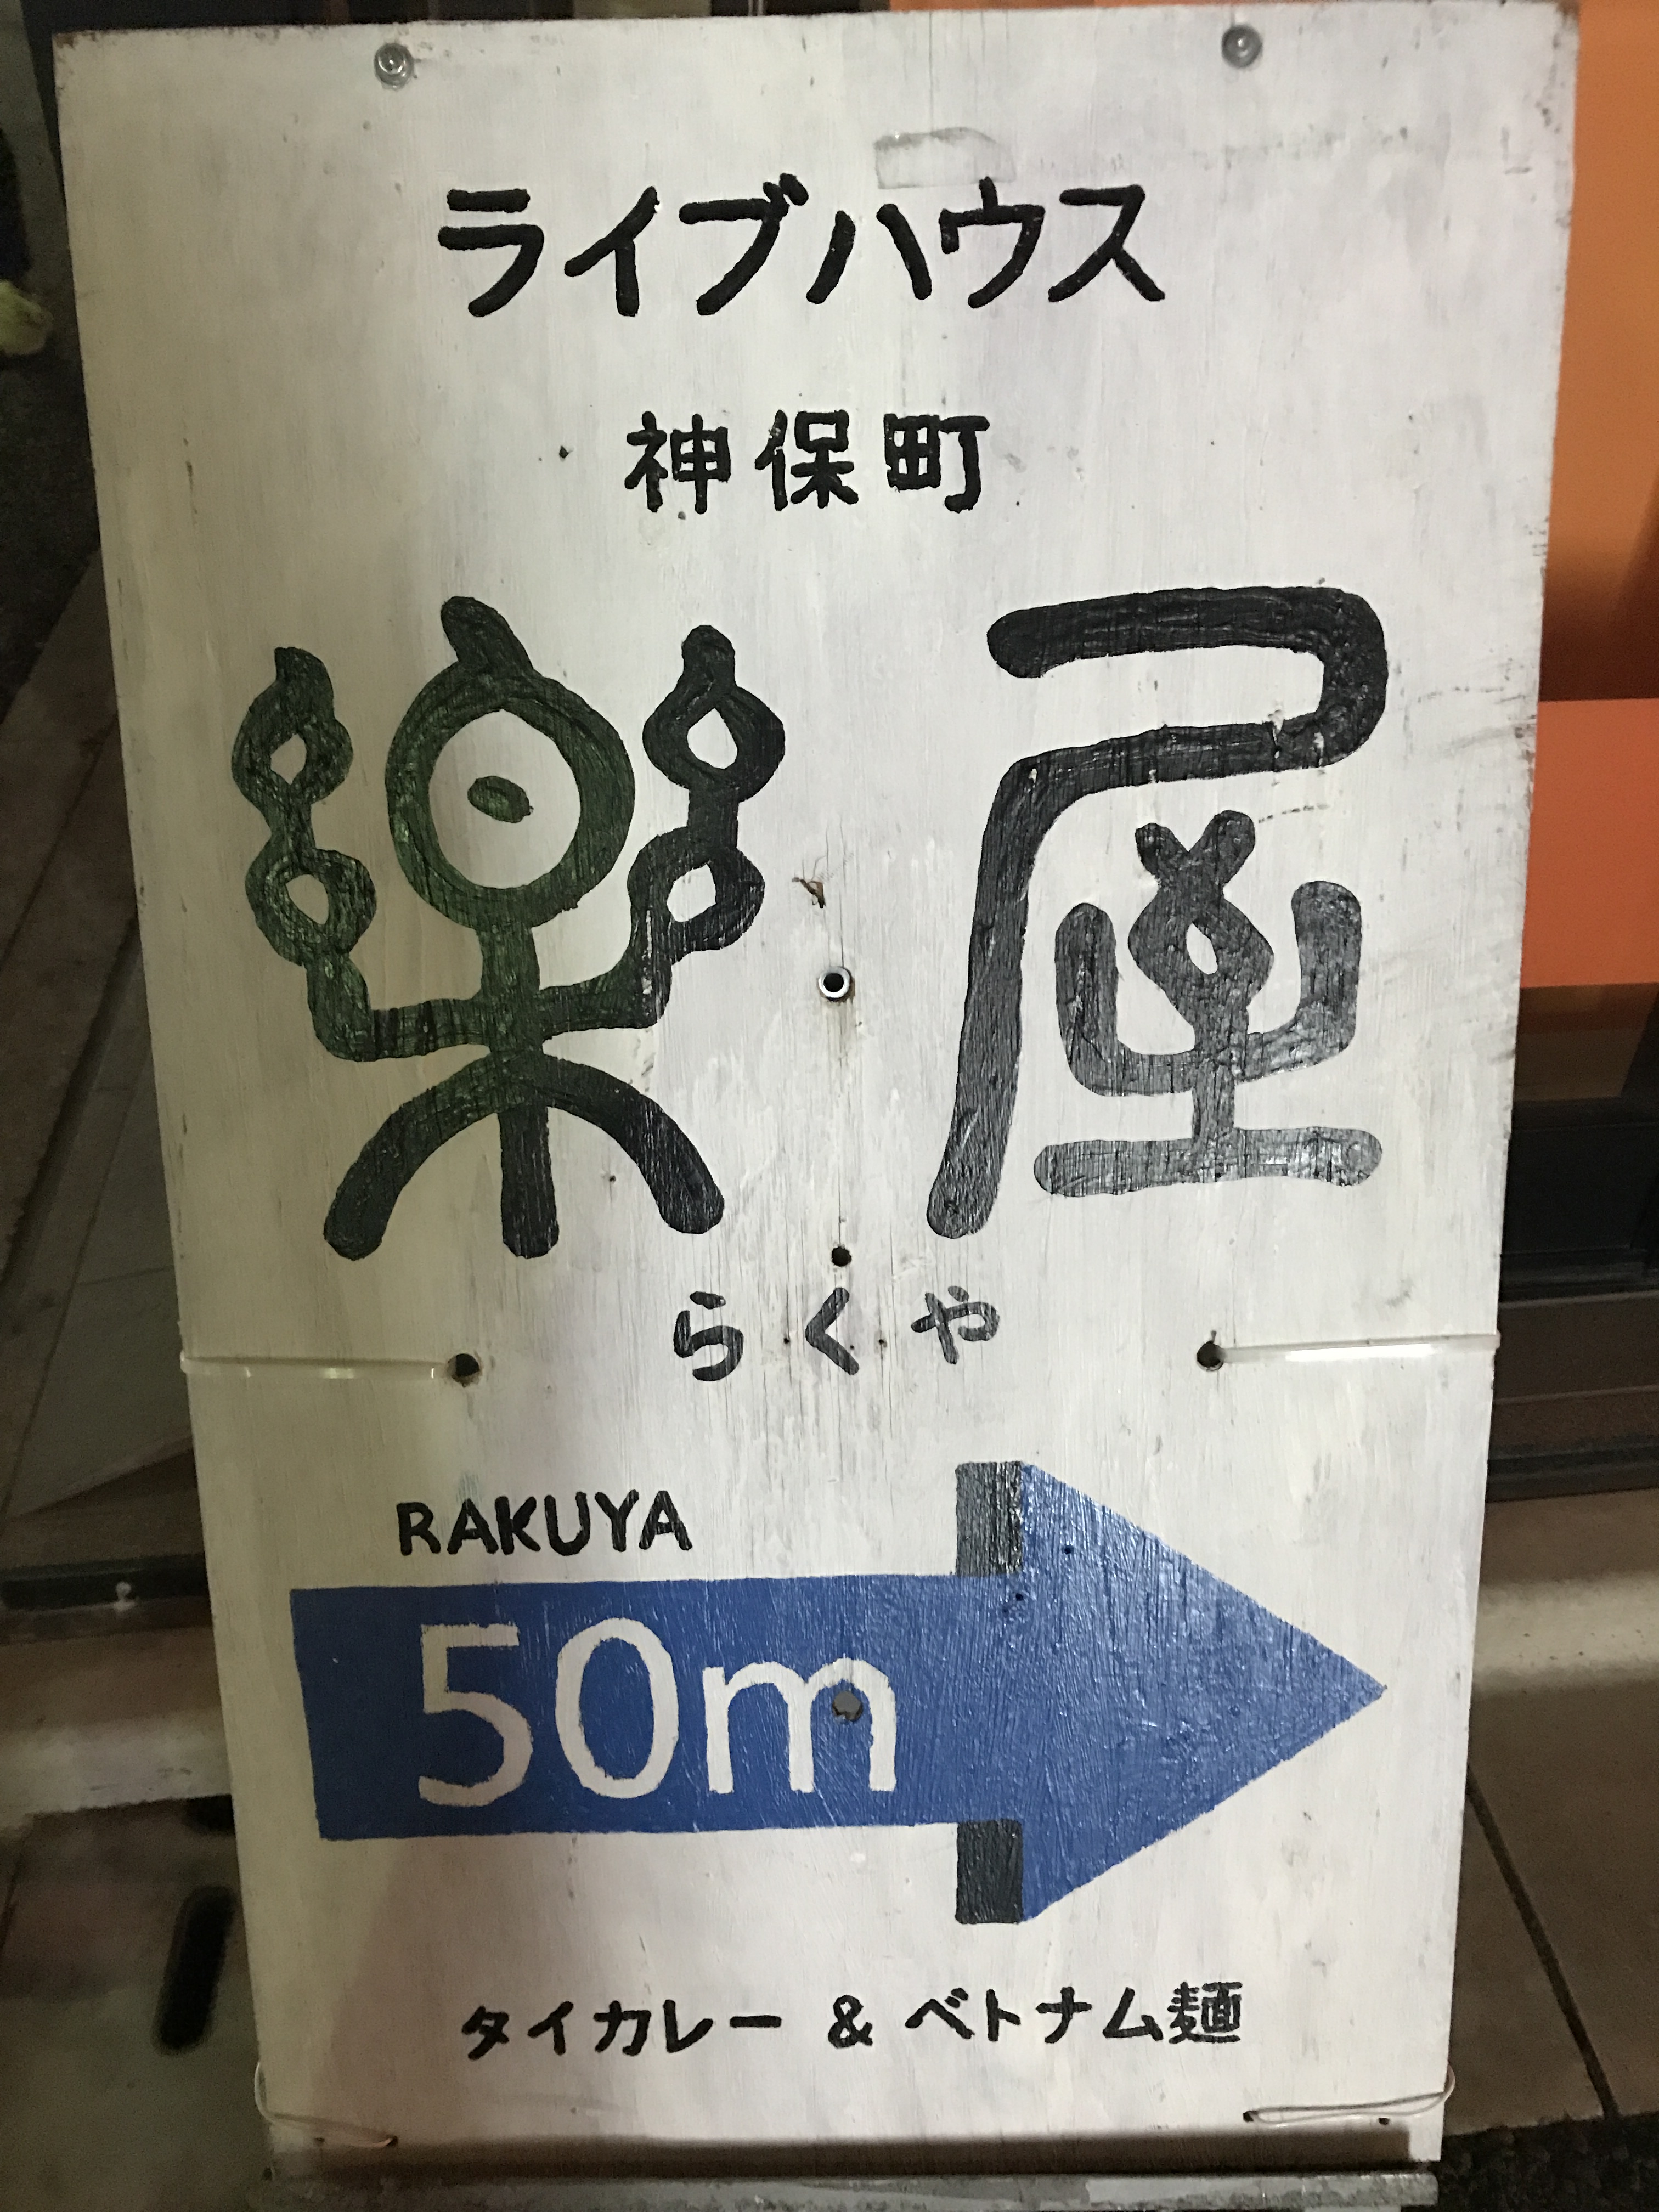 ライブハウス
神保町
楽屋
らくや
RAKUYA
50m
タイカレー & ベトナム麺